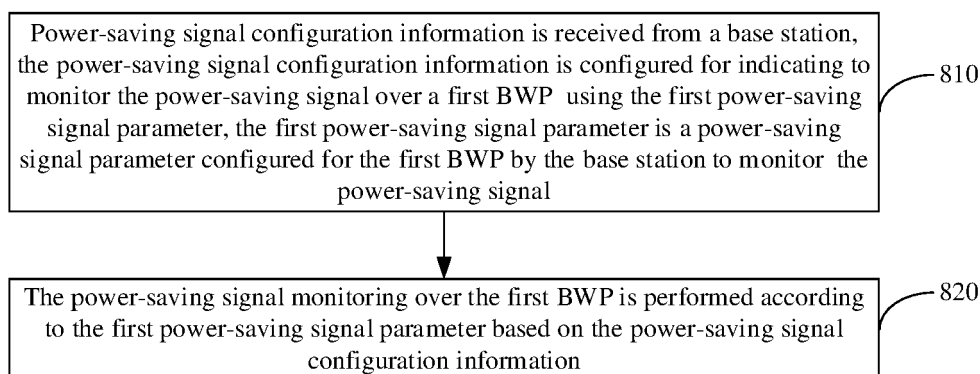 Power-saving signal configuration information is received from a base station,
the power-saving signal configuration information is configured for indicating to
monitor the power-saving signal over a first BWP using the first power-saving
signal parameter, the first power-saving signal parameter is a power-saving
signal parameter configured for the first BWP by the base station to monitor the
power-saving signal
810
The power-saving signal monitoring over the first BWP is performed according
to the first power-saving signal parameter based on the power-saving signal
configuration information
820